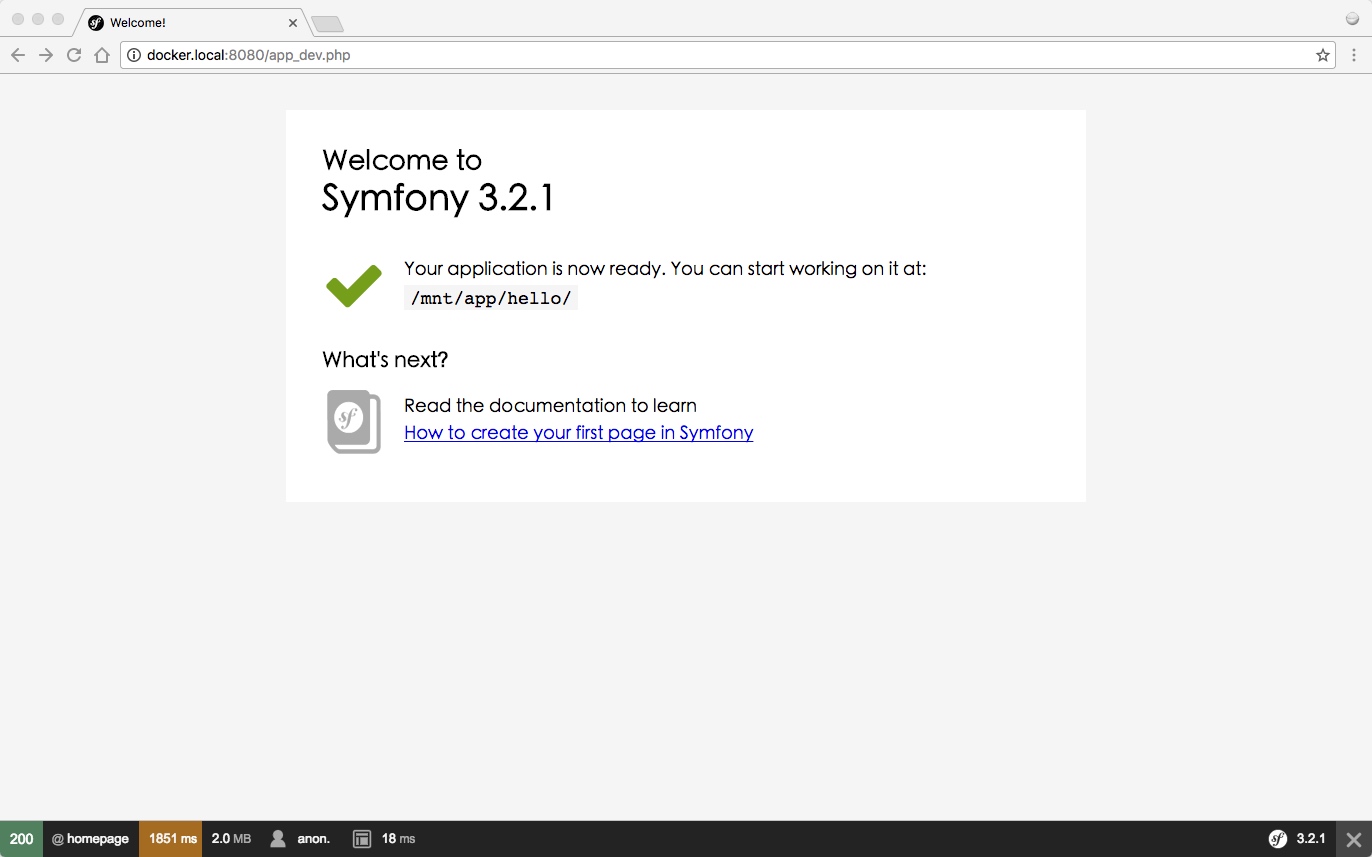 Welcome!
docker.local:8080/app_dev.php
Welcome to
Symfony 3.2.1
Your application is now ready. You can start working on it at:
/mnt/app/hello/
What's next?
sf
Read the documentation to learn
How to create your first page in Symfony
200 @ homepage 1851 ms 2.0 MB anon. 18 ms sf 3.2.1